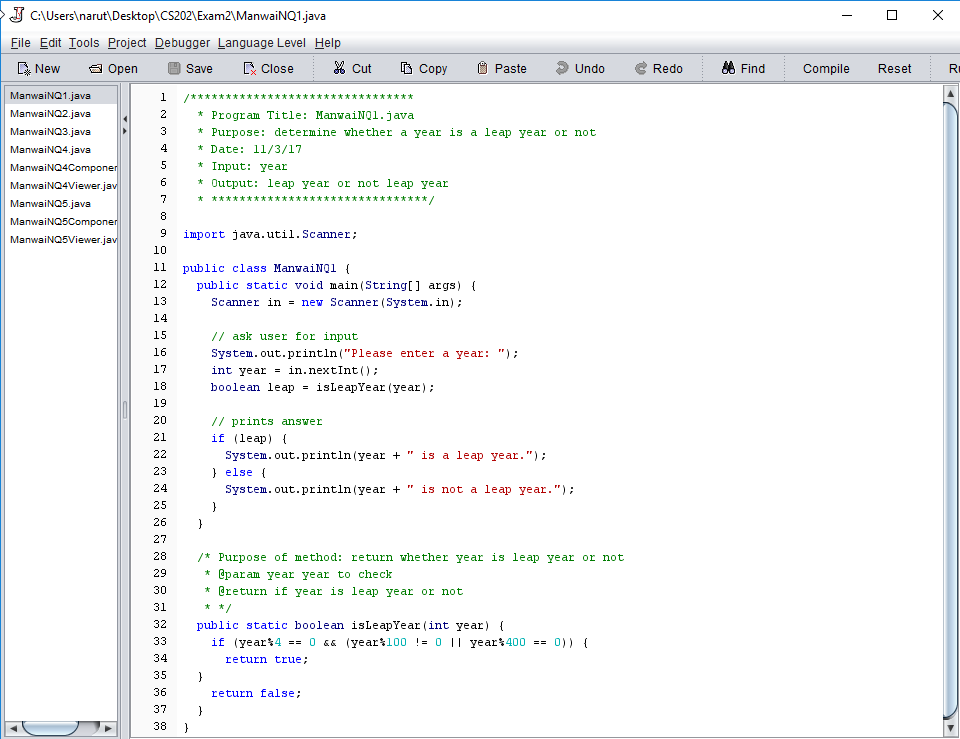 C:\Users\narut\Desktop\CS202\Exam2\ManwaiNQ1.java
File Edit Tools Project Debugger Language Level Help
New Open Save Close Cut Copy Paste Undo Redo Find Compile Reset Ru
ManwaiNQ1.java
ManwaiNQ2.java
ManwaiNQ3.java
ManwaiNQ4.java
ManwaiNQ4Componer
ManwaiNQ4Viewer.jav
ManwaiNQ5.java
ManwaiNQ5Componer
ManwaiNQ5Viewer.jav
1 /********************************
2 * Program Title: ManwaiNQ1.java
3 * Purpose: determine whether a year is a leap year or not
4 * Date: 11/3/17
5 * Input: year
6 * Output: leap year or not leap year
7 * *******************************/
8
9 import java.util.Scanner;
10
11 public class ManwaiNQ1 {
12 public static void main(String[] args) {
13 Scanner in = new Scanner(System.in);
14
15 // ask user for input
16 System.out.println("Please enter a year: ");
17 int year = in.nextInt();
18 boolean leap = isLeapYear(year);
19
20 // prints answer
21 if (leap) {
22 System.out.println(year + " is a leap year.");
23 } else {
24 System.out.println(year + " is not a leap year.");
25 }
26 }
27
28 /* Purpose of method: return whether year is leap year or not
29 * @param year year to check
30 * @return if year is leap year or not
31 * */
32 public static boolean isLeapYear(int year) {
33 if (year%4 == 0 && (year%100 != 0 || year%400 == 0)) {
34 return true;
35 }
36 return false;
37 }
38 }